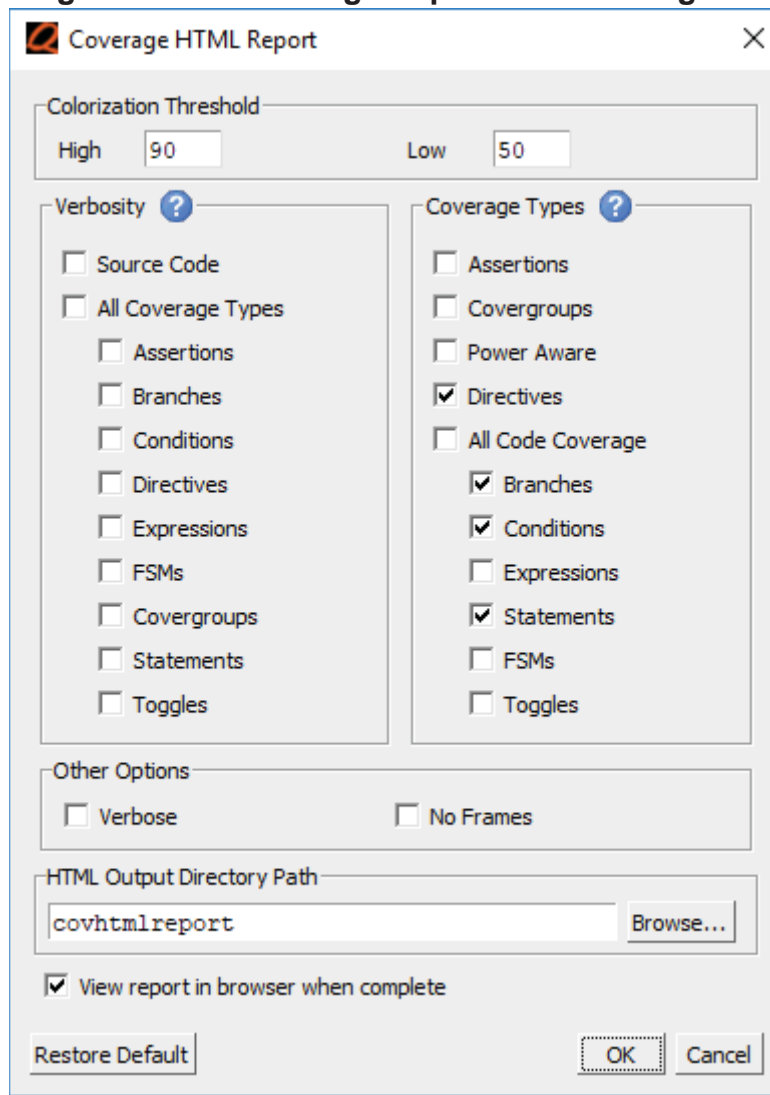 Coverage HTML Report
Colorization Threshold
High 90 Low 50
Verbosity ?
Source Code
All Coverage Types
Assertions
Branches
Conditions
Directives
Expressions
FSMs
Covergroups
Statements
Toggles
Coverage Types ?
Assertions
Covergroups
Power Aware
Directives
All Code Coverage
Branches
Conditions
Expressions
Statements
FSMs
Toggles
Other Options
Verbose No Frames
HTML Output Directory Path
covhtmlreport Browse...
View report in browser when complete
Restore Default OK Cancel